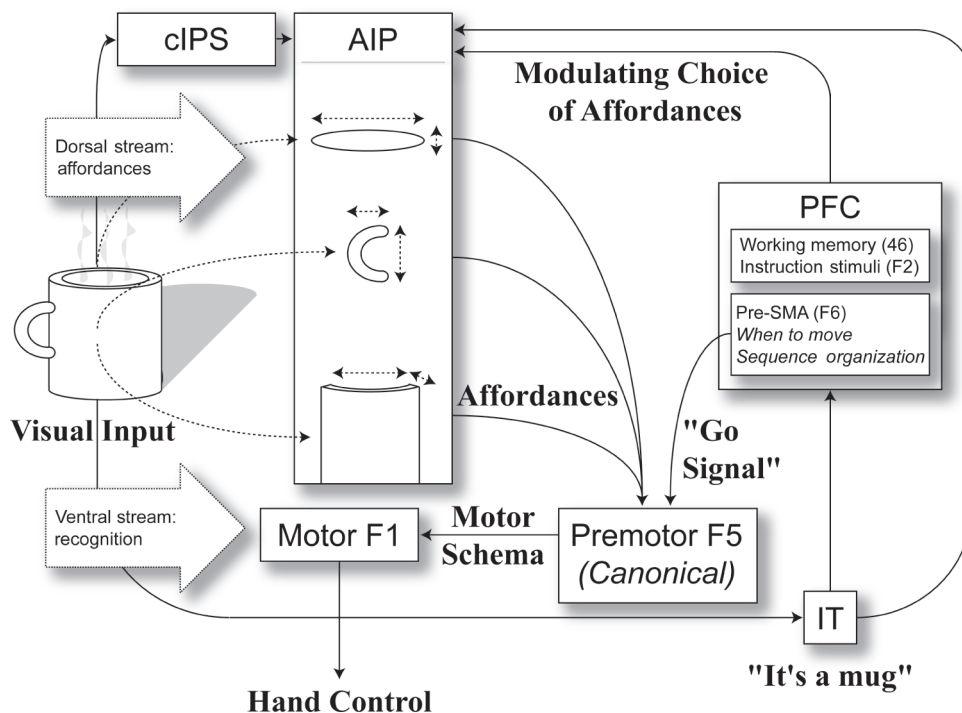 cIPS
AIP
Modulating Choice
of Affordances
Dorsal stream:
affordances
PFC
Working memory (46)
Instruction stimuli (F2)
Pre-SMA (F6)
When to move
Sequence organization
Affordances
Visual Input
"Go
Signal"
Ventral stream:
recognition
Motor F1
Motor
Schema
Premotor F5
(Canonical)
IT
"It's a mug"
Hand Control